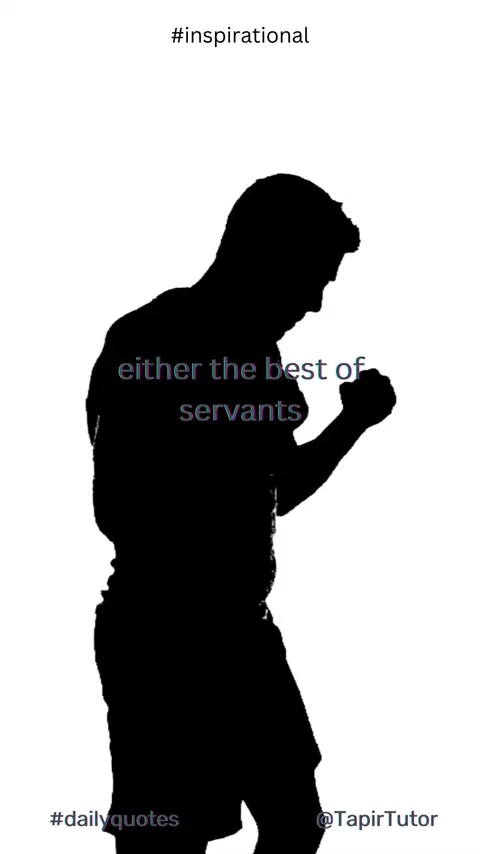 #inspirational
either the best of
servants
#dailyquotes
@TapirTutor